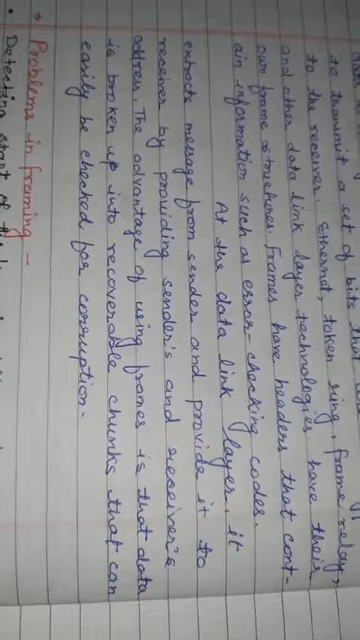 to transmit a set of bits that
to the receiver. Ethernet, token ring, frame relay,
and other data link layer technologies have their
own frame structures. Frames have headers that cont-
ain information such as error-checking codes.
At the data link layer, it
extracts message from sender and provide it to
receiver by providing sender's and receiver's
address. The advantage of using frames is that data
is broken up into recoverable chunks that can
easily be checked for corruption.
→ Problems in Framing -
• Detecting start of the